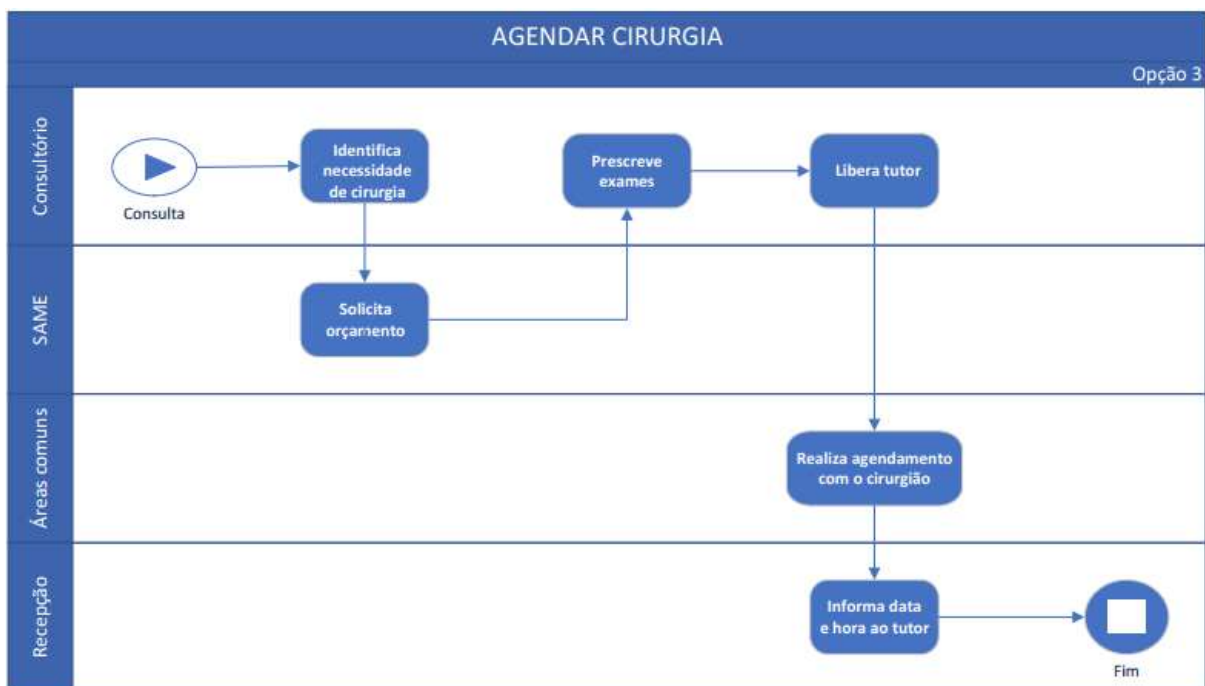 AGENDAR CIRURGIA
Opção 3
Consultório
Consulta
Identifica
necessidade
de cirurgia
Prescreve
exames
Libera tutor
SAME
Solicita
orçamento
Áreas comuns
Realiza agendamento
com o cirurgião
Recepção
Informa data
e hora ao tutor
Fim